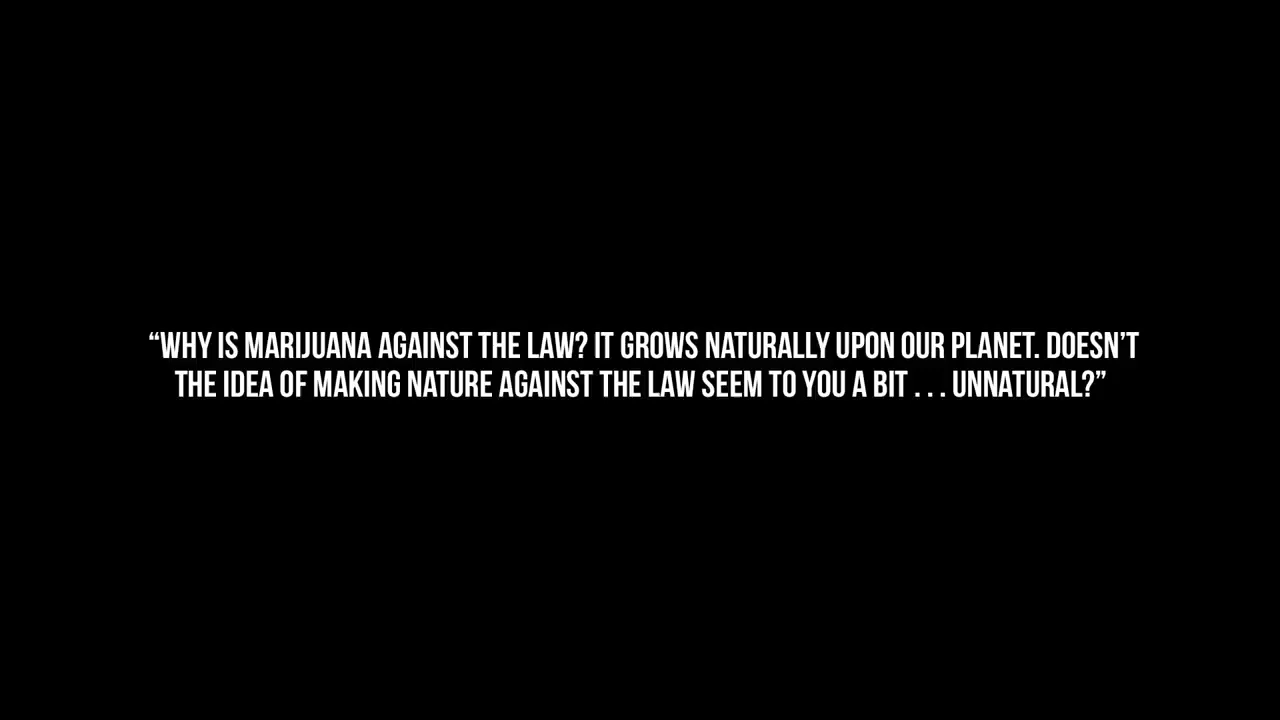 “WHY IS MARIJUANA AGAINST THE LAW? IT GROWS NATURALLY UPON OUR PLANET. DOESN’T
THE IDEA OF MAKING NATURE AGAINST THE LAW SEEM TO YOU A BIT . . . UNNATURAL?”